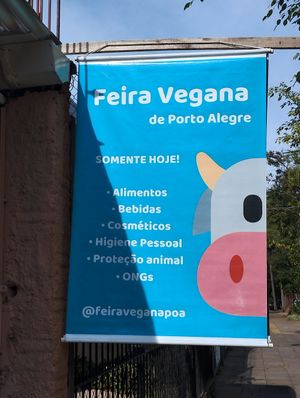 Feira Vegana
de Porto Alegre
SOMENTE HOJE!
• Alimentos
• Bebidas
• Cosméticos
• Higiene Pessoal
• Proteção animal
• ONGs
@feiraveganapoa